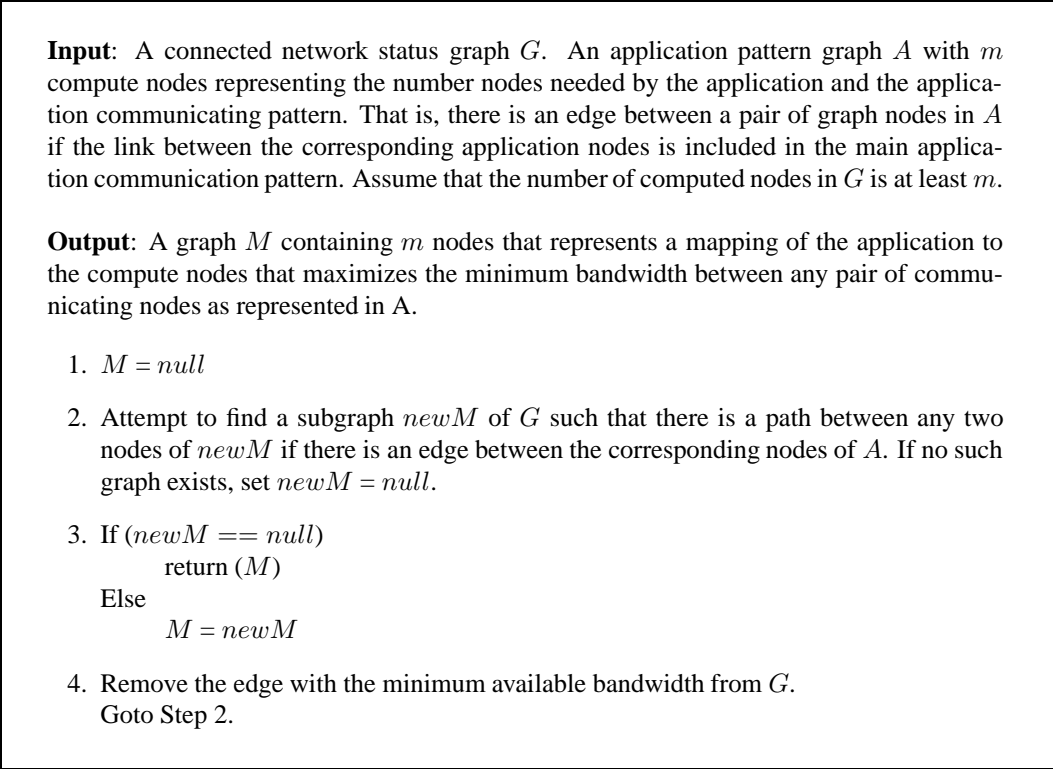 Input: A connected network status graph G. An application pattern graph A with m
compute nodes representing the number nodes needed by the application and the applica-
tion communicating pattern. That is, there is an edge between a pair of graph nodes in A
if the link between the corresponding application nodes is included in the main applica-
tion communication pattern. Assume that the number of computed nodes in G is at least m.
Output: A graph M containing m nodes that represents a mapping of the application to
the compute nodes that maximizes the minimum bandwidth between any pair of commu-
nicating nodes as represented in A.
1. M = null
2. Attempt to find a subgraph newM of G such that there is a path between any two
nodes of newM if there is an edge between the corresponding nodes of A. If no such
graph exists, set newM = null.
3. If (newM == null)
return (M)
Else
M = newM
4. Remove the edge with the minimum available bandwidth from G.
Goto Step 2.